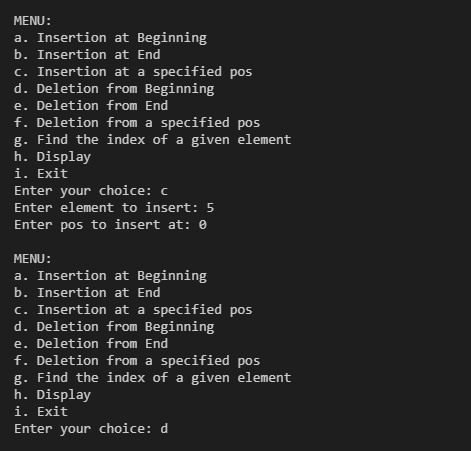 MENU:
a. Insertion at Beginning
b. Insertion at End
c. Insertion at a specified pos
d. Deletion from Beginning
e. Deletion from End
f. Deletion from a specified pos
g. Find the index of a given element
h. Display
i. Exit
Enter your choice: c
Enter element to insert: 5
Enter pos to insert at: 0

MENU:
a. Insertion at Beginning
b. Insertion at End
c. Insertion at a specified pos
d. Deletion from Beginning
e. Deletion from End
f. Deletion from a specified pos
g. Find the index of a given element
h. Display
i. Exit
Enter your choice: d